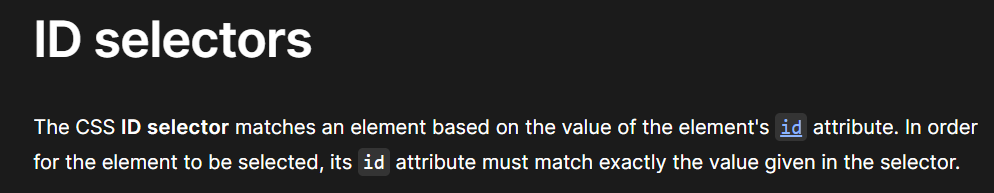 ID selectors
The CSS ID selector matches an element based on the value of the element's id attribute. In order
for the element to be selected, its id attribute must match exactly the value given in the selector.